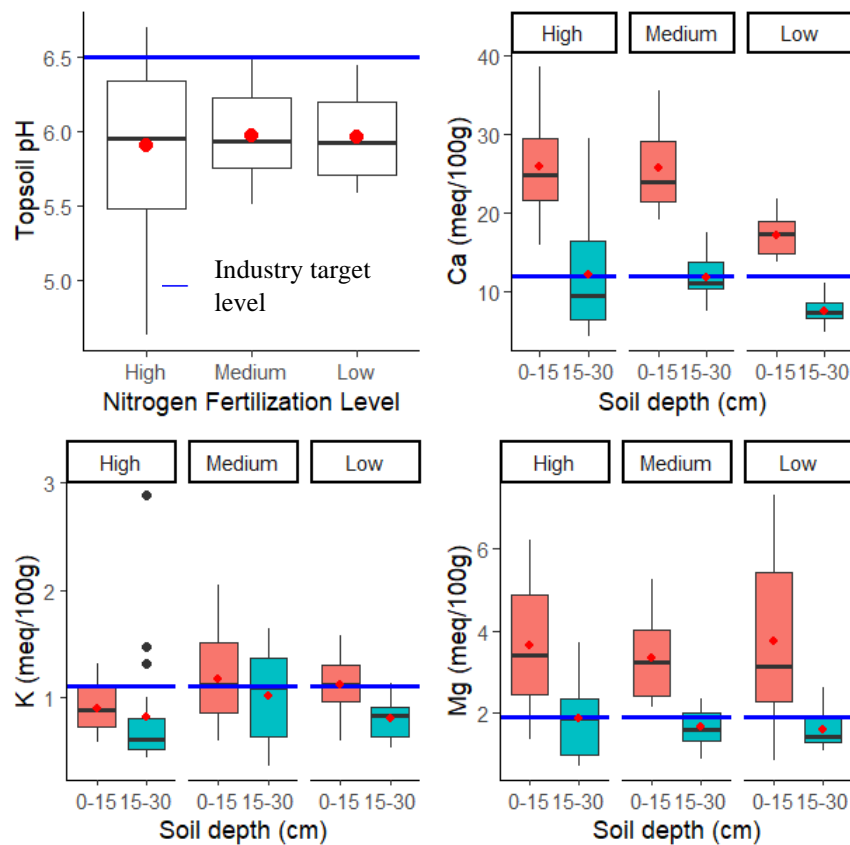 6.5
6.0
5.5
5.0
Topsoil pH
Industry target
level
High Medium Low
Nitrogen Fertilization Level
High Medium Low
40
30
20
10
Ca (meq/100g)
0-15 15-30 0-15 15-30 0-15 15-30
Soil depth (cm)
High Medium Low
3
2
1
K (meq/100g)
0-15 15-30 0-15 15-30 0-15 15-30
Soil depth (cm)
High Medium Low
6
4
2
Mg (meq/100g)
0-15 15-30 0-15 15-30 0-15 15-30
Soil depth (cm)